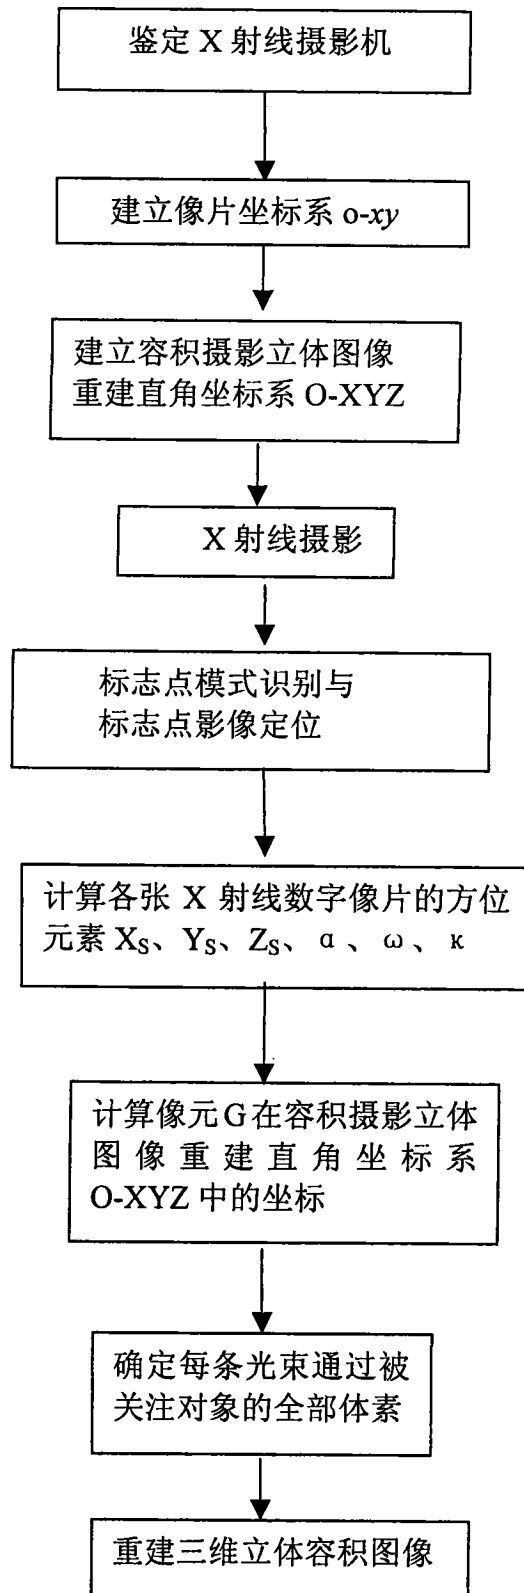 鉴定 X 射线摄影机
建立像片坐标系 o-xy
建立容积摄影立体图像
重建直角坐标系 O-XYZ
X 射线摄影
标志点模式识别与
标志点影像定位
计算各张 X 射线数字像片的方位
元素 XS、YS、ZS、α、ω、κ
计算像元 G 在容积摄影立体
图像重建直角坐标系
O-XYZ 中的坐标
确定每条光束通过被
关注对象的全部体素
重建三维立体容积图像